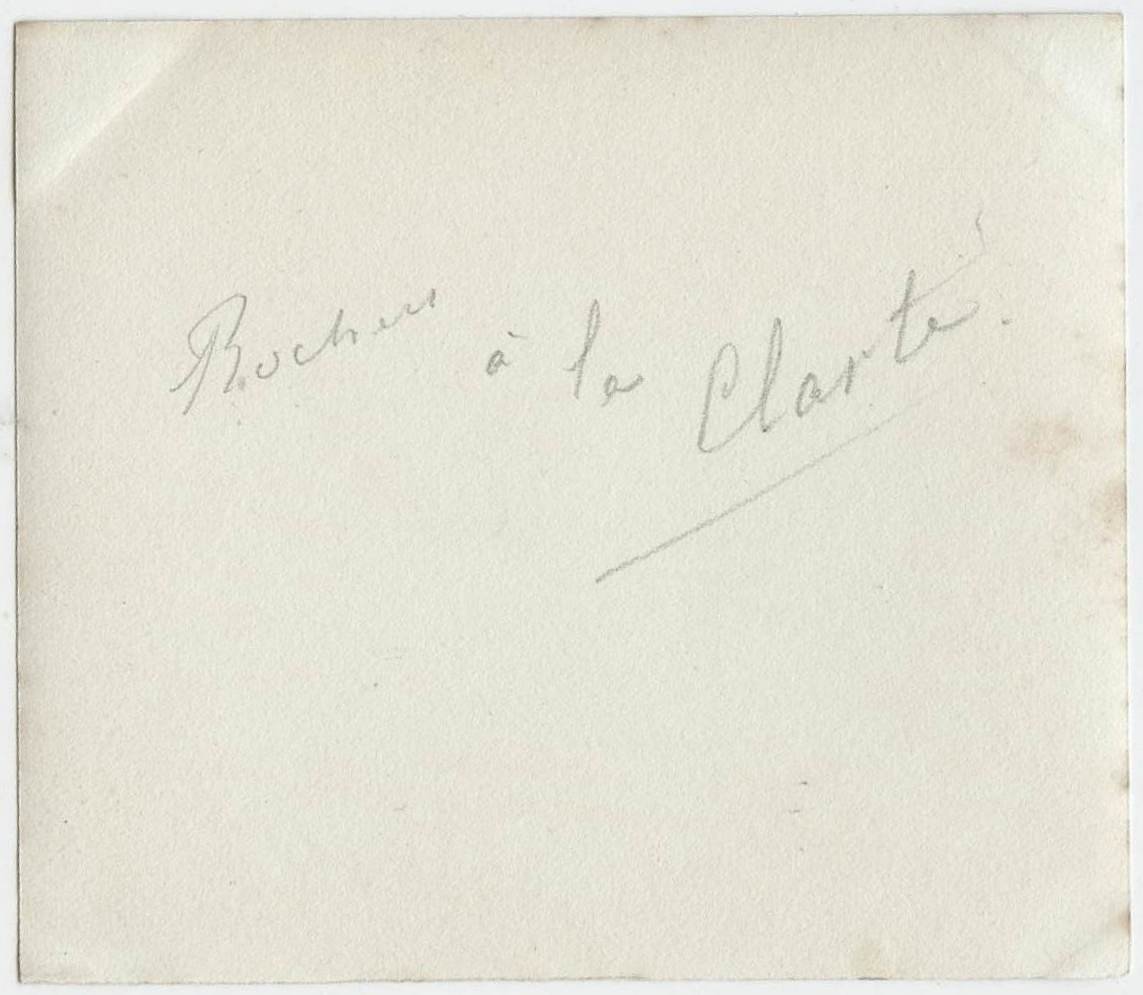 Rochers à la Clarté.